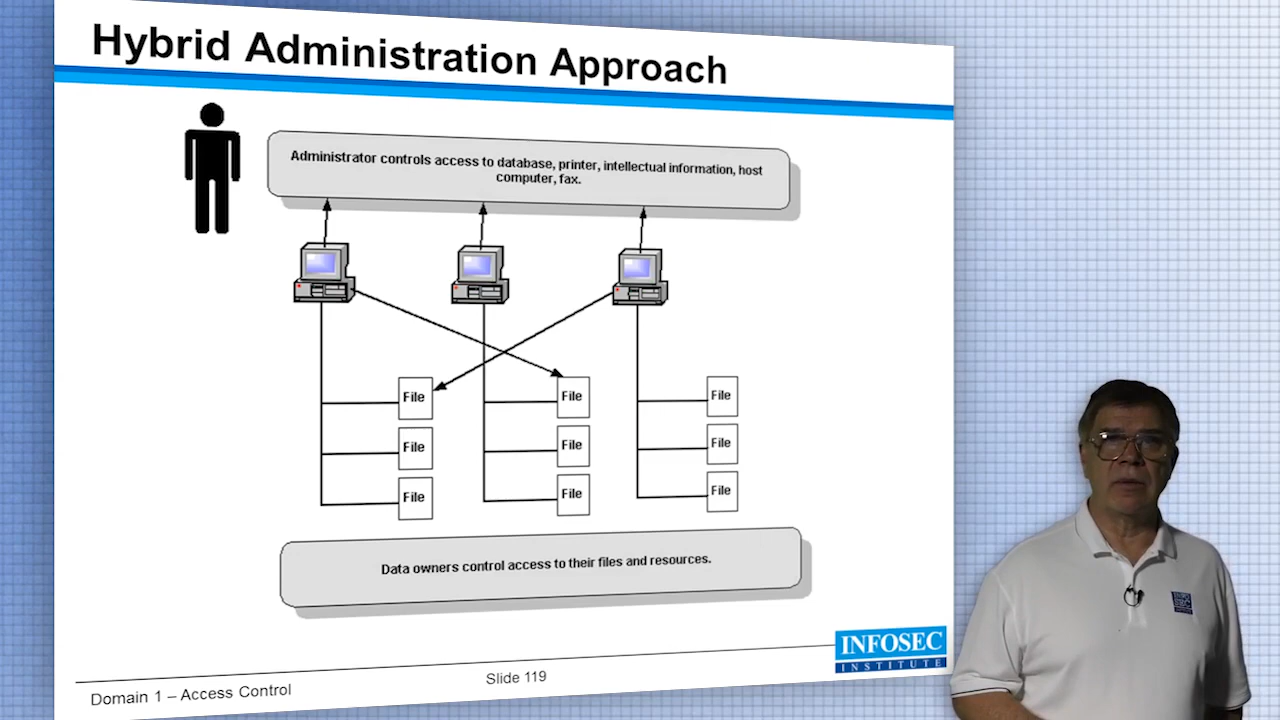 Hybrid Administration Approach
Administrator controls access to database, printer, intellectual information, host
computer, fax.
File
File
File
File
File
File
File
File
File
Data owners control access to their files and resources.
INFOSEC
INSTITUTE
Domain 1 – Access Control
Slide 119